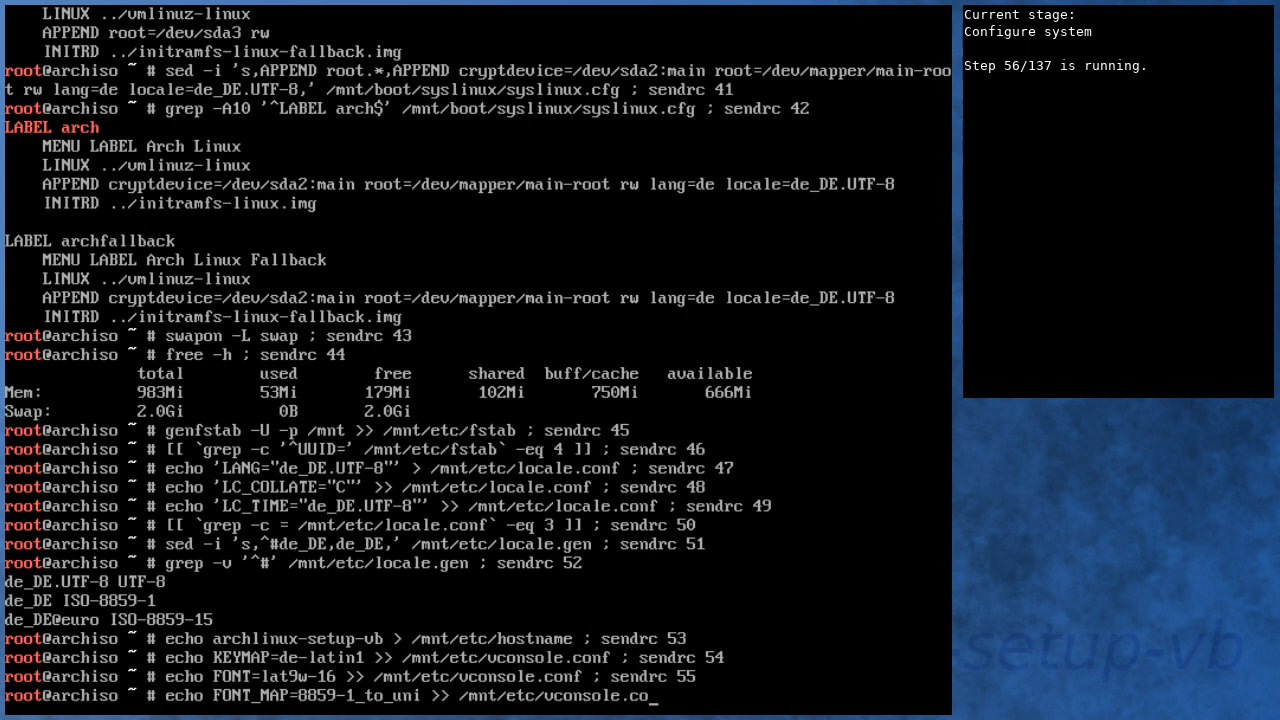 LINUX ../vmlinuz-linux
    APPEND root=/dev/sda3 rw
    INITRD ../initramfs-linux-fallback.img
root@archiso ~ # sed -i 's,APPEND root.*,APPEND cryptdevice=/dev/sda2:main root=/dev/mapper/main-roo
t rw lang=de locale=de_DE.UTF-8,' /mnt/boot/syslinux/syslinux.cfg ; sendrc 41
root@archiso ~ # grep -A10 '^LABEL arch$' /mnt/boot/syslinux/syslinux.cfg ; sendrc 42
LABEL arch
    MENU LABEL Arch Linux
    LINUX ../vmlinuz-linux
    APPEND cryptdevice=/dev/sda2:main root=/dev/mapper/main-root rw lang=de locale=de_DE.UTF-8
    INITRD ../initramfs-linux.img

LABEL archfallback
    MENU LABEL Arch Linux Fallback
    LINUX ../vmlinuz-linux
    APPEND cryptdevice=/dev/sda2:main root=/dev/mapper/main-root rw lang=de locale=de_DE.UTF-8
    INITRD ../initramfs-linux-fallback.img
root@archiso ~ # swapon -L swap ; sendrc 43
root@archiso ~ # free -h ; sendrc 44
              total        used        free      shared  buff/cache   available
Mem:          983Mi        53Mi       179Mi       102Mi       750Mi       666Mi
Swap:         2.0Gi          0B       2.0Gi
root@archiso ~ # genfstab -U -p /mnt >> /mnt/etc/fstab ; sendrc 45
root@archiso ~ # [[ `grep -c '^UUID=' /mnt/etc/fstab` -eq 4 ]] ; sendrc 46
root@archiso ~ # echo 'LANG="de_DE.UTF-8"' > /mnt/etc/locale.conf ; sendrc 47
root@archiso ~ # echo 'LC_COLLATE="C"' >> /mnt/etc/locale.conf ; sendrc 48
root@archiso ~ # echo 'LC_TIME="de_DE.UTF-8"' >> /mnt/etc/locale.conf ; sendrc 49
root@archiso ~ # [[ `grep -c = /mnt/etc/locale.conf` -eq 3 ]] ; sendrc 50
root@archiso ~ # sed -i 's,^#de_DE,de_DE,' /mnt/etc/locale.gen ; sendrc 51
root@archiso ~ # grep -v '^#' /mnt/etc/locale.gen ; sendrc 52
de_DE.UTF-8 UTF-8
de_DE ISO-8859-1
de_DE@euro ISO-8859-15
root@archiso ~ # echo archlinux-setup-vb > /mnt/etc/hostname ; sendrc 53
root@archiso ~ # echo KEYMAP=de-latin1 >> /mnt/etc/vconsole.conf ; sendrc 54
root@archiso ~ # echo FONT=lat9w-16 >> /mnt/etc/vconsole.conf ; sendrc 55
root@archiso ~ # echo FONT_MAP=8859-1_to_uni >> /mnt/etc/vconsole.co_
Current stage:
Configure system

Step 56/137 is running.
-setup-vb